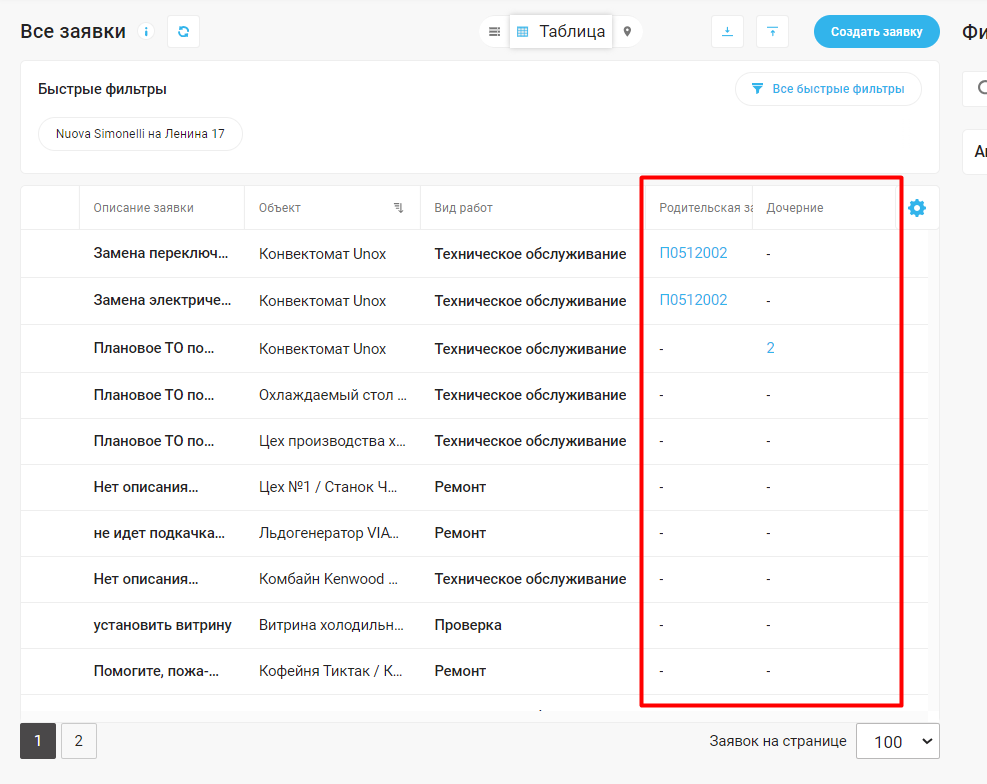 Все заявки
Таблица
Создать заявку
Быстрые фильтры
Все быстрые фильтры
Nuova Simonelli на Ленина 17
Описание заявки Объект Вид работ Родительская за Дочерние
Замена переключ... Конвектомат Unox Техническое обслуживание П0512002 -
Замена электриче... Конвектомат Unox Техническое обслуживание П0512002 -
Плановое ТО по... Конвектомат Unox Техническое обслуживание - 2
Плановое ТО по... Охлаждаемый стол ... Техническое обслуживание - -
Плановое ТО по... Цех производства х... Техническое обслуживание - -
Нет описания... Цех №1 / Станок Ч... Ремонт - -
не идет подкачка... Льдогенератор VIA... Ремонт - -
Нет описания... Комбайн Kenwood ... Техническое обслуживание - -
установить витрину Витрина холодильн... Проверка - -
Помогите, пожа-... Кофейня Тиктак / К... Ремонт - -
1 2 Заявок на странице 100